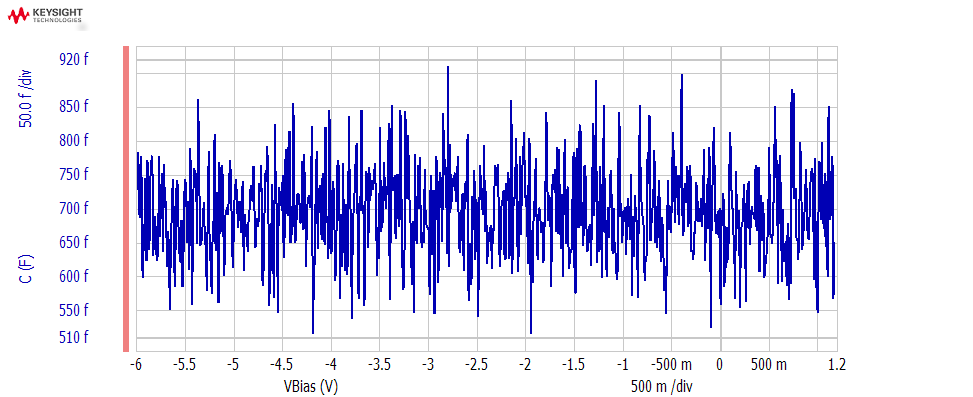 KEYSIGHT
TECHNOLOGIES
50.0 f /div
C (F)
920 f
850 f
800 f
750 f
700 f
650 f
600 f
550 f
510 f
-6 -5.5 -5 -4.5 -4 -3.5 -3 -2.5 -2 -1.5 -1 -500 m 0 500 m 1.2
VBias (V) 500 m /div